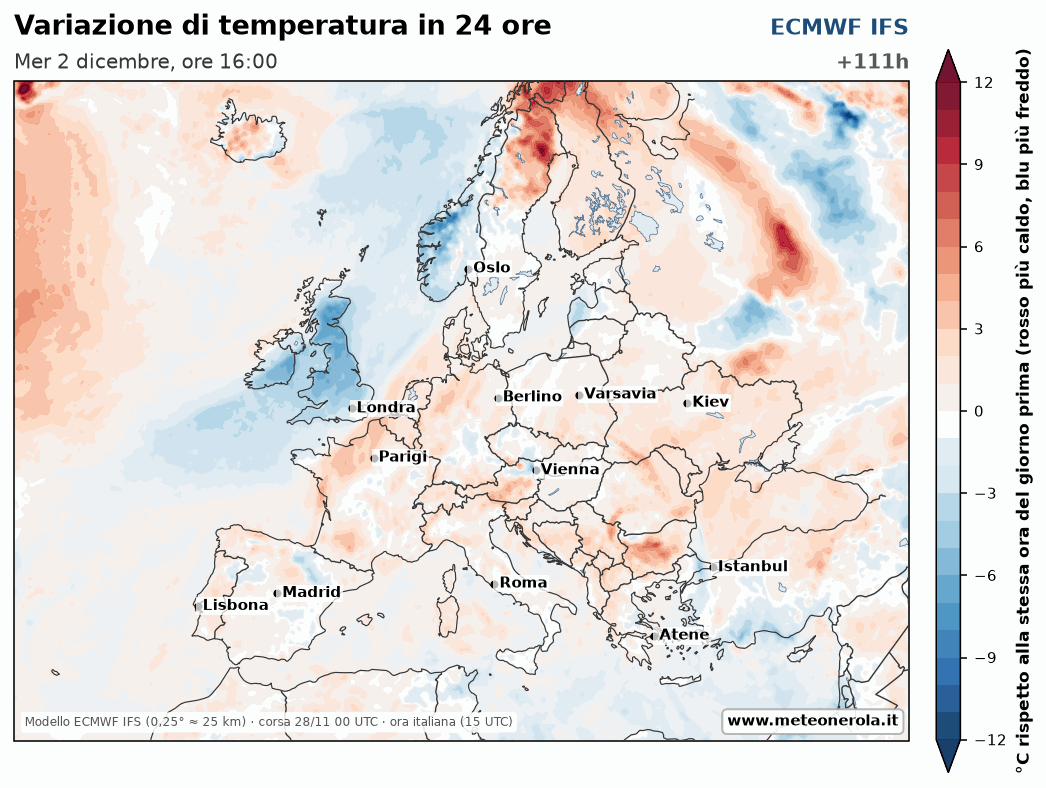 Variazione di temperatura in 24 ore
ECMWF IFS
Mer 2 dicembre, ore 16:00
+111h
Oslo
Londra
Berlino
Varsavia
Kiev
Parigi
Vienna
Istanbul
Roma
Madrid
Lisbona
Atene
Modello ECMWF IFS (0,25° ≈ 25 km) · corsa 28/11 00 UTC · ora italiana (15 UTC)
www.meteonerola.it
12
9
6
3
0
−3
−6
−9
−12
°C rispetto alla stessa ora del giorno prima (rosso più caldo, blu più freddo)